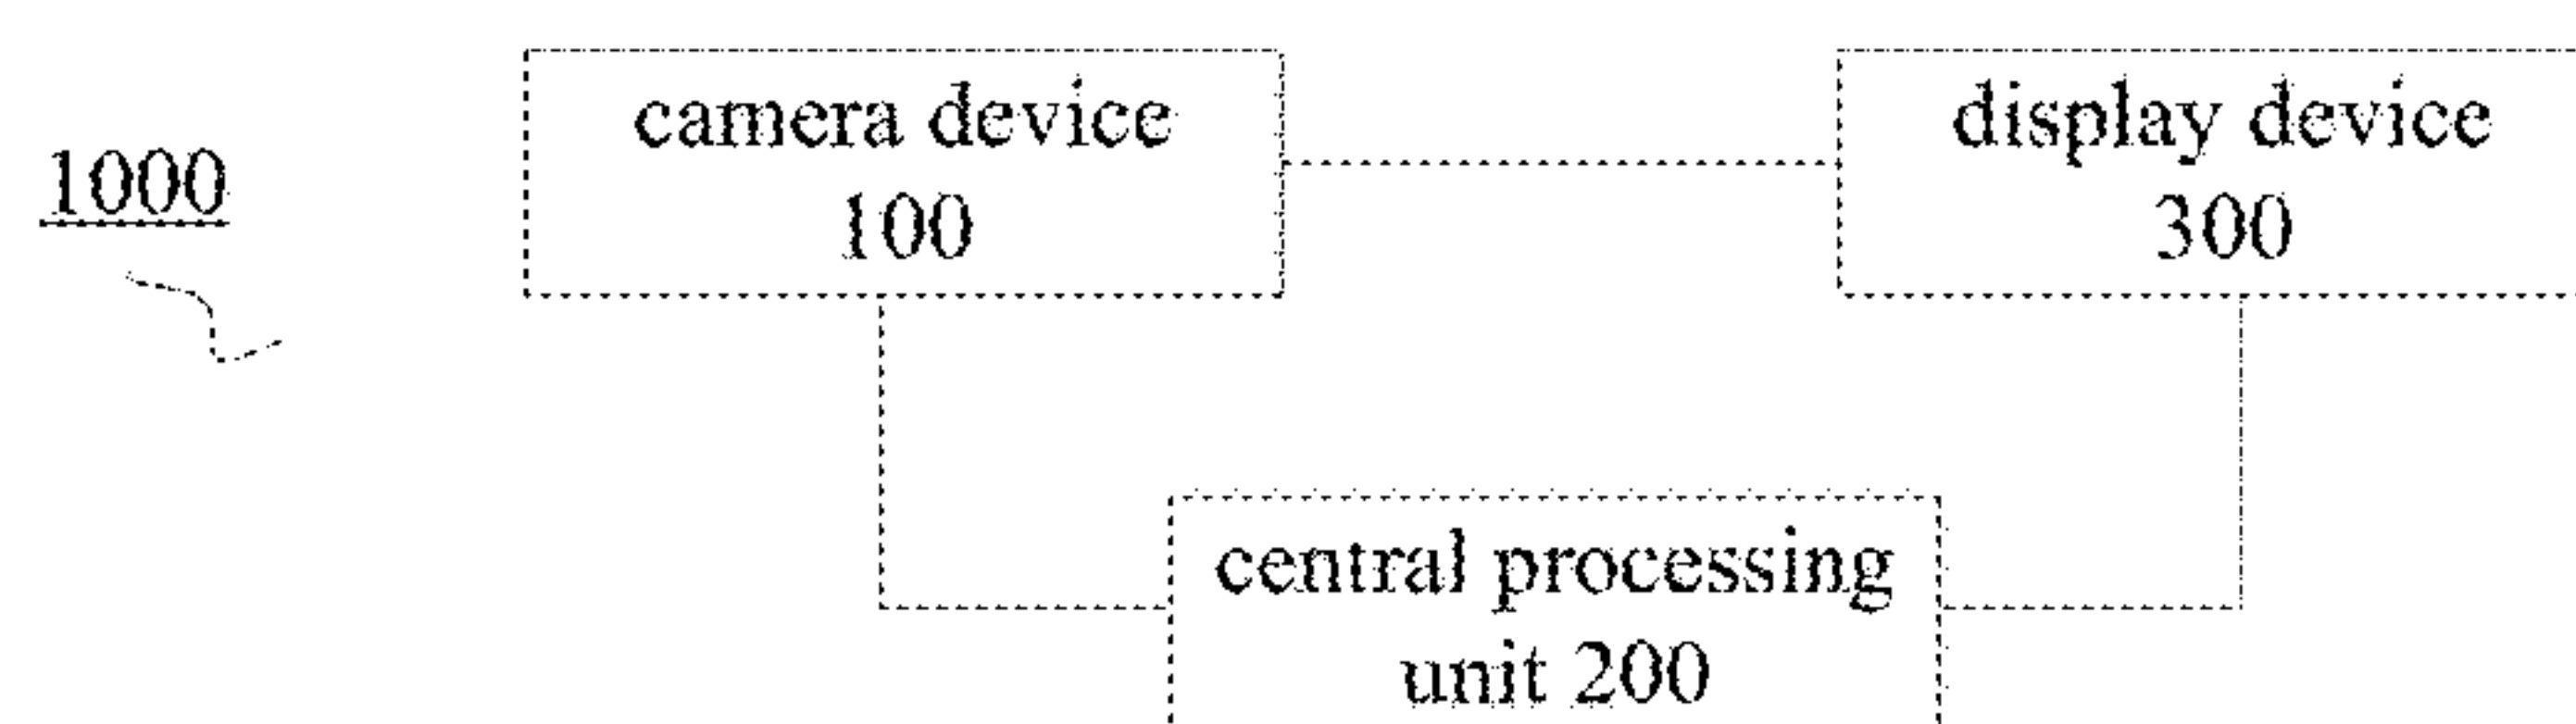 1000
camera device
100
display device
300
central processing
unit 200